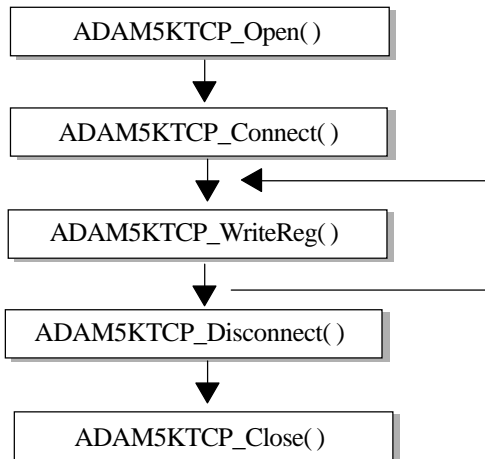 ADAM5KTCP_Open( )
ADAM5KTCP_Connect( )
ADAM5KTCP_WriteReg( )
ADAM5KTCP_Disconnect( )
ADAM5KTCP_Close( )